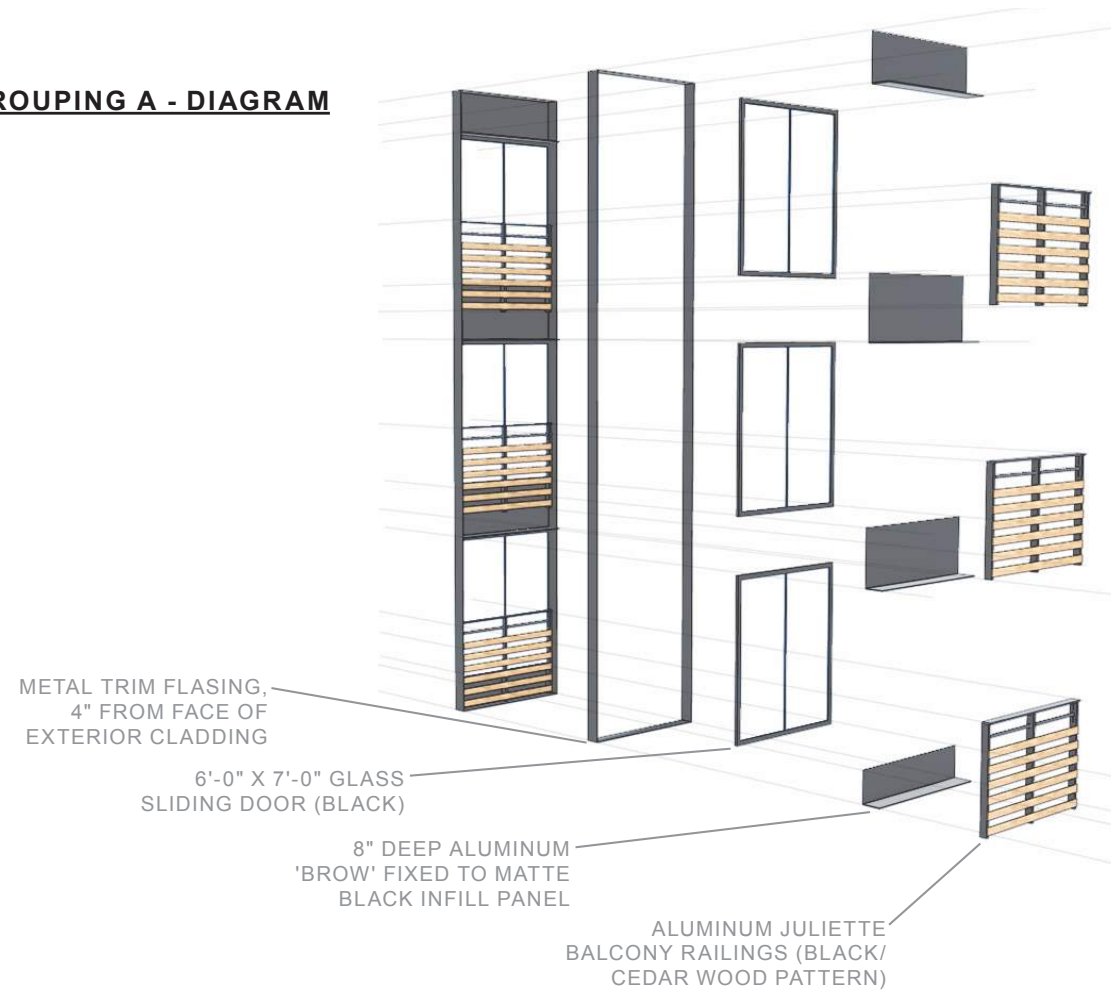 ROUPING A - DIAGRAM
METAL TRIM FLASING,
4" FROM FACE OF
EXTERIOR CLADDING
6'-0" X 7'-0" GLASS
SLIDING DOOR (BLACK)
8" DEEP ALUMINUM
'BROW' FIXED TO MATTE
BLACK INFILL PANEL
ALUMINUM JULIETTE
BALCONY RAILINGS (BLACK/
CEDAR WOOD PATTERN)